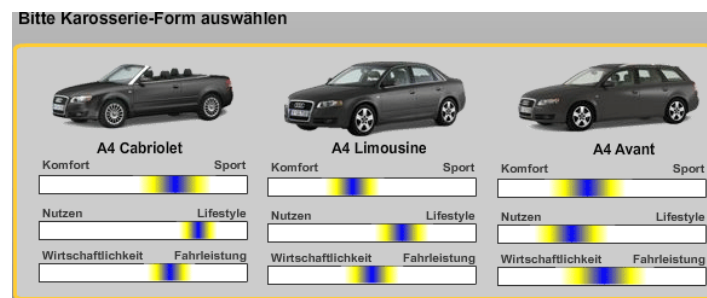 Bitte Karosserie-Form auswählen
A4 Cabriolet
A4 Limousine
A4 Avant
Komfort Sport
Komfort Sport
Komfort Sport
Nutzen Lifestyle
Nutzen Lifestyle
Nutzen Lifestyle
Wirtschaftlichkeit Fahrleistung
Wirtschaftlichkeit Fahrleistung
Wirtschaftlichkeit Fahrleistung